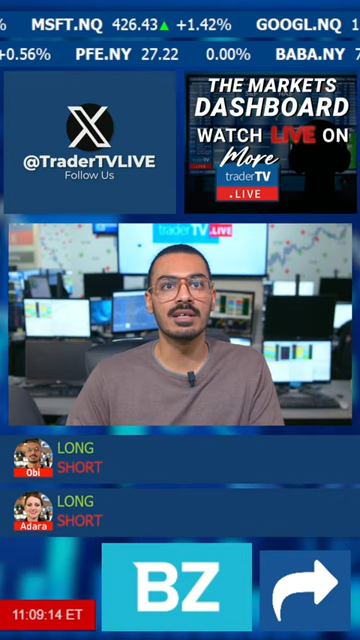 %
MSFT.NQ 426.43▲ +1.42% GOOGL.NQ 1
+0.56% PFE.NY 27.22 0.00% BABA.NY 7
X
@TraderTVLIVE
Follow Us
THE MARKETS
DASHBOARD
WATCH LIVE ON
More
traderTV
.LIVE
traderTV.LIVE
LONG
SHORT
Obi
LONG
SHORT
Adara
BZ
11:09:14 ET